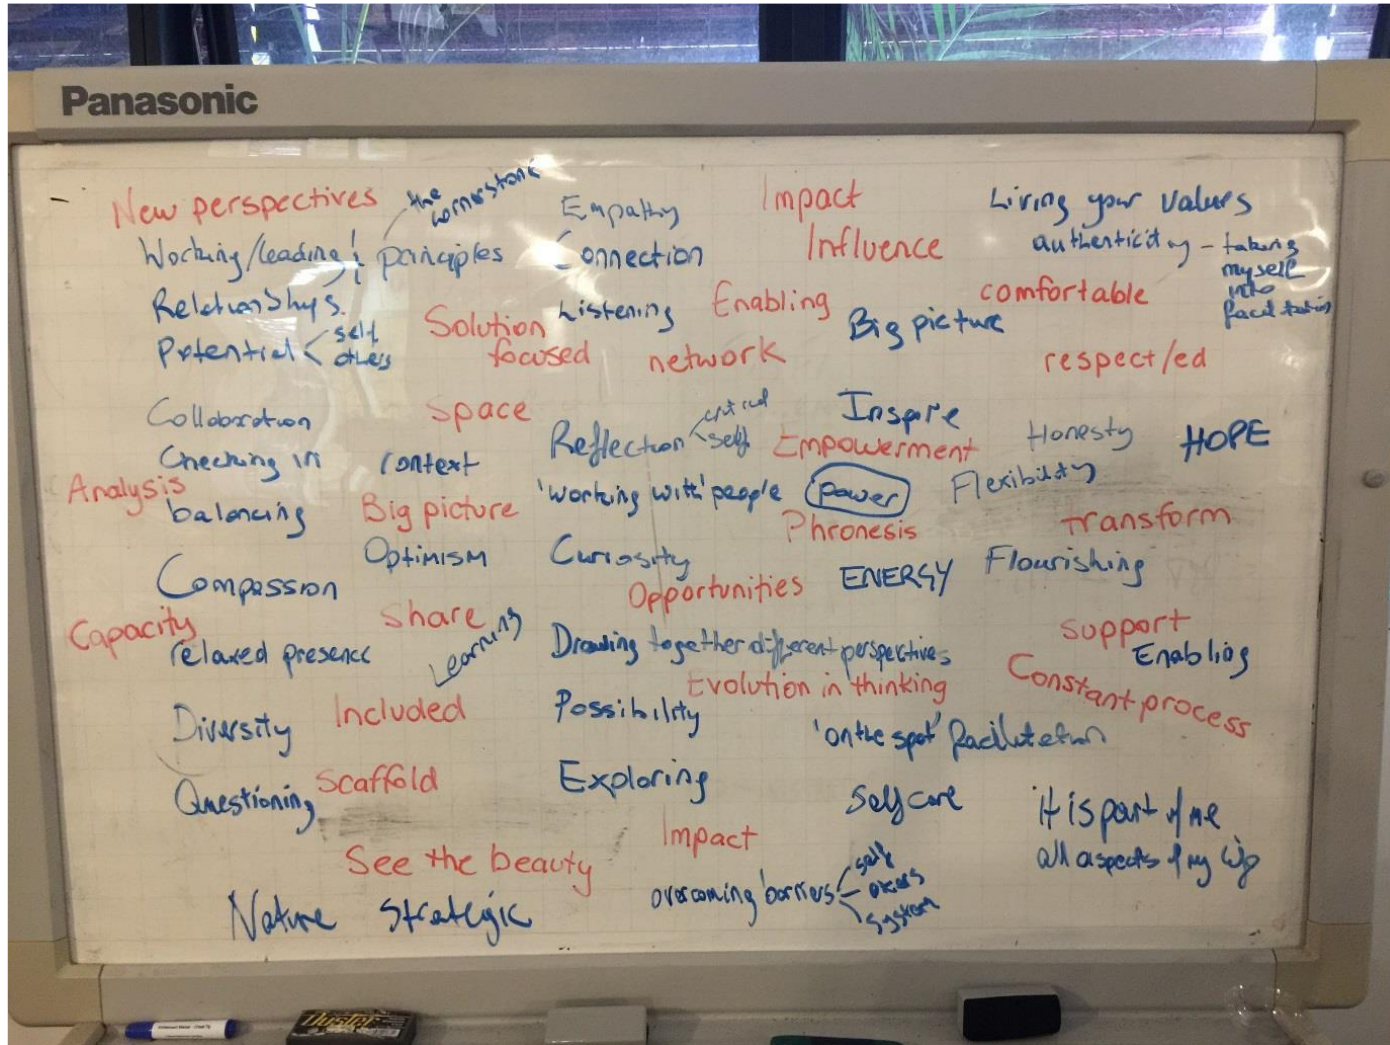 Panasonic
New perspectives
the cornerstone
Working/leading principles
Relationships
Potential self
others
Collaboration
Checking in
Analysis
balancing
Compassion
Capacity
relaxed presence
Diversity
Questioning
Solution
focused
space
context
Big picture
Optimism
Share
Learning
Included
Scaffold
See the beauty
Nature Strategic
Empathy
Connection
Listening
Enabling
network
Reflection critical
self
'working with' people power
Curiosity
Opportunities
Drawing together different perspectives
Evolution in thinking
Possibility
Exploring
Impact
overcoming barriers self
others
system
Impact
Influence
Big picture
Inspire
Empowerment
Phronesis
ENERGY
'on the spot' facilitation
Self care
Living your values
authenticity - taking
myself
into
facilitation
comfortable
respect/ed
Honesty HOPE
Flexibility
transform
Flourishing
support
Enabling
Constant process
it is part of me
all aspects of my
Duster